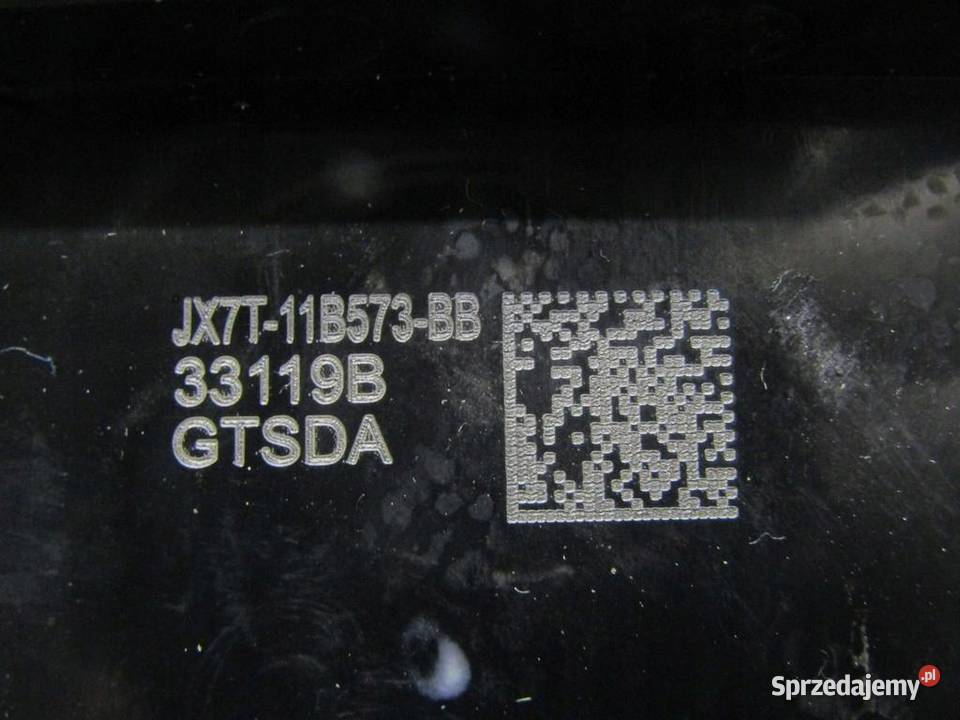 JX7T-11B573-BB
33119B
GTSDA
Sprzedajemy.pl